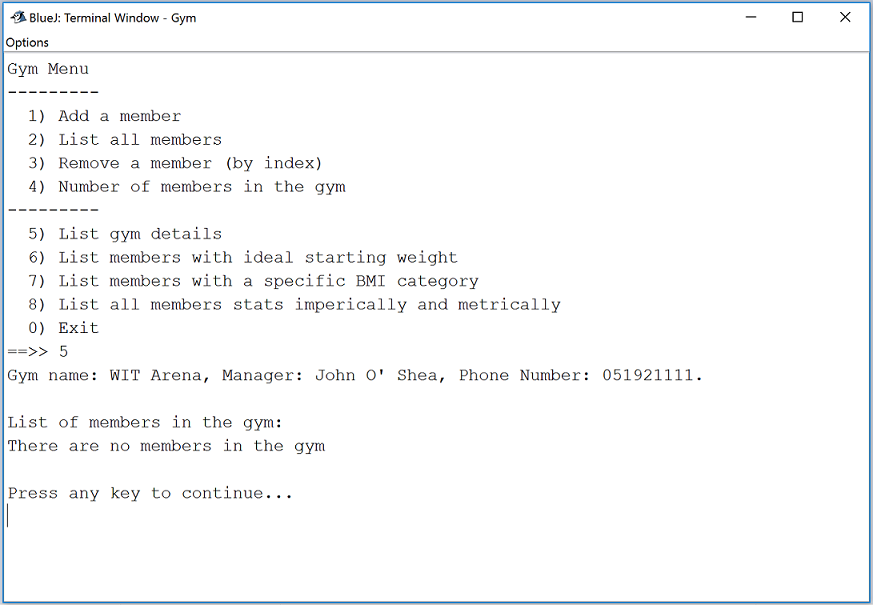 BlueJ: Terminal Window - Gym
Options
Gym Menu
---------
  1) Add a member
  2) List all members
  3) Remove a member (by index)
  4) Number of members in the gym
---------
  5) List gym details
  6) List members with ideal starting weight
  7) List members with a specific BMI category
  8) List all members stats imperically and metrically
  0) Exit
==>> 5
Gym name: WIT Arena, Manager: John O' Shea, Phone Number: 051921111.
List of members in the gym:
There are no members in the gym
Press any key to continue...